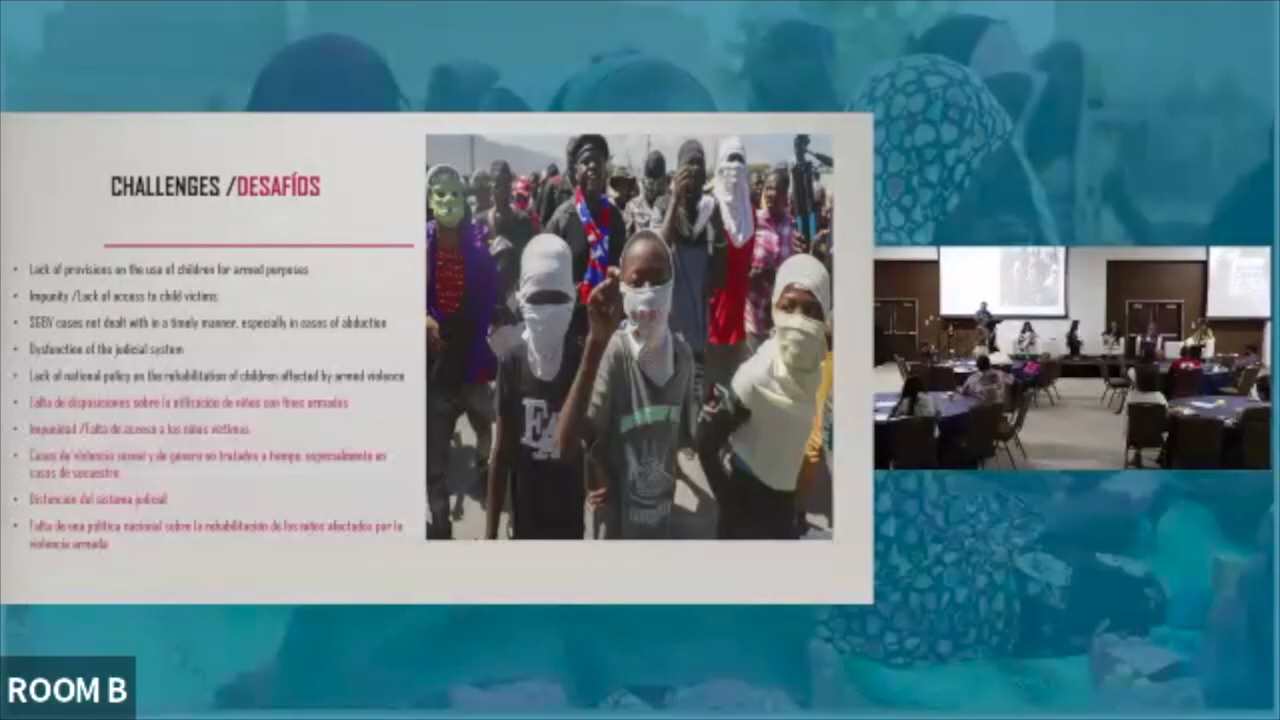 CHALLENGES /DESAFÍOS
• Lack of provisions on the use of children for armed purposes
• Impunity /Lack of access to child victims
• SGBV cases not dealt with in a timely manner, especially in cases of abduction
• Dysfunction of the judicial system
• Lack of national policy on the rehabilitation of children affected by armed violence
• Falta de disposiciones sobre la utilización de niños con fines armados
• Impunidad /Falta de acceso a los niños víctimas
• Casos de violencia sexual y de género no tratados a tiempo, especialmente en
casos de secuestro
• Disfunción del sistema judicial
• Falta de una política nacional sobre la rehabilitación de los niños afectados por la
violencia armada
ROOM B